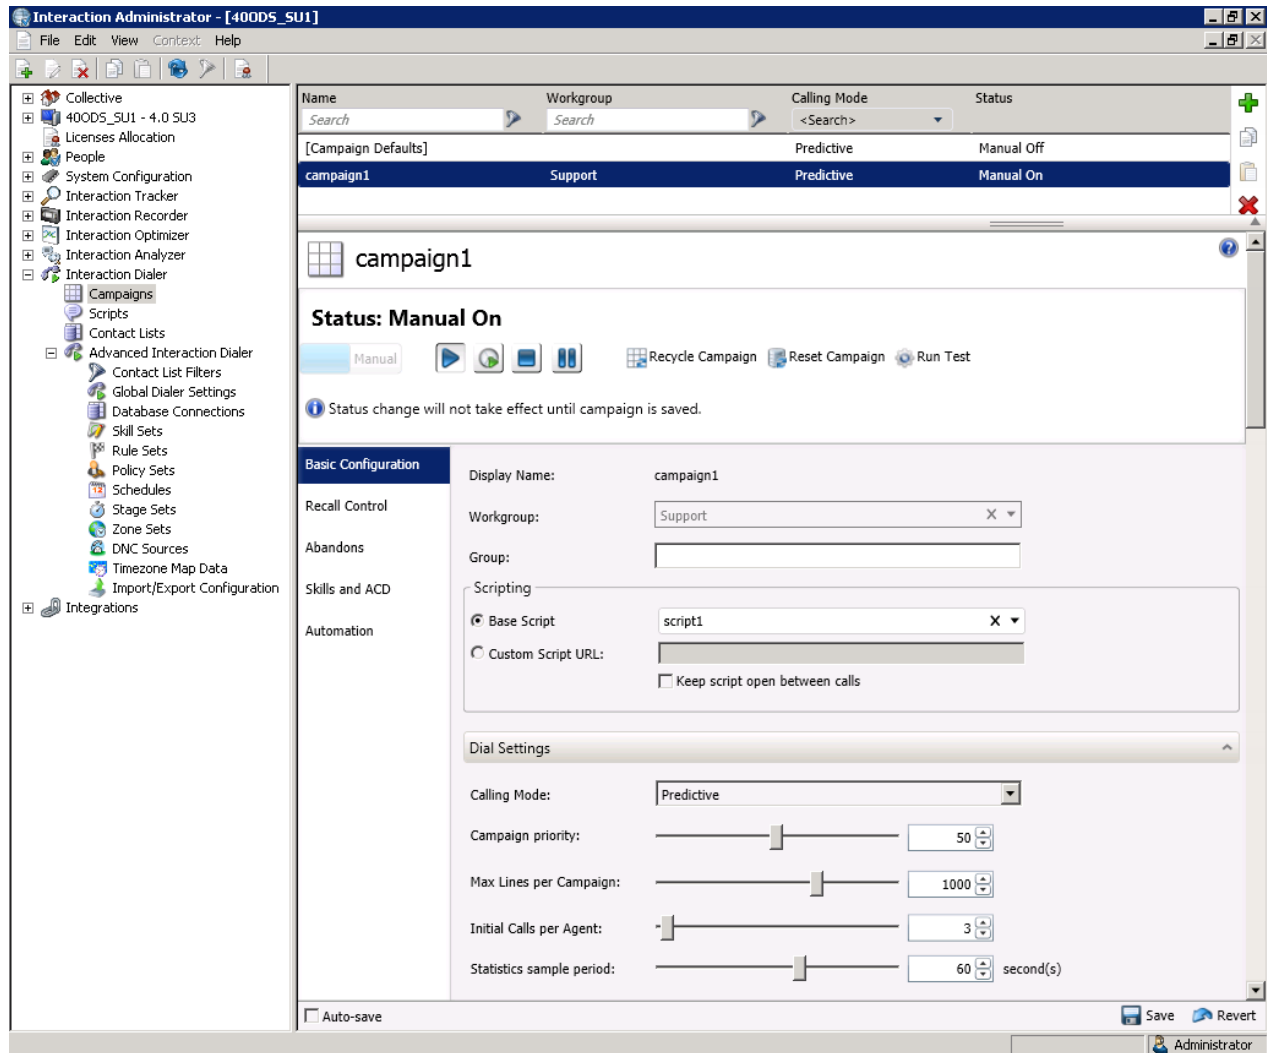 Interaction Administrator - [400DS_SU1]
File Edit View Context Help
Collective
400DS_SU1 - 4.0 SU3
Licenses Allocation
People
System Configuration
Interaction Tracker
Interaction Recorder
Interaction Optimizer
Interaction Analyzer
Interaction Dialer
Campaigns
Scripts
Contact Lists
Advanced Interaction Dialer
Contact List Filters
Global Dialer Settings
Database Connections
Skill Sets
Rule Sets
Policy Sets
Schedules
Stage Sets
Zone Sets
DNC Sources
Timezone Map Data
Import/Export Configuration
Integrations
Name Workgroup Calling Mode Status
Search Search <Search>
[Campaign Defaults] Predictive Manual Off
campaign1 Support Predictive Manual On
campaign1
Status: Manual On
Manual Recycle Campaign Reset Campaign Run Test
Status change will not take effect until campaign is saved.
Basic Configuration
Recall Control
Abandons
Skills and ACD
Automation
Display Name: campaign1
Workgroup: Support
Group:
Scripting
Base Script script1
Custom Script URL:
Keep script open between calls
Dial Settings
Calling Mode: Predictive
Campaign priority: 50
Max Lines per Campaign: 1000
Initial Calls per Agent: 3
Statistics sample period: 60 second(s)
Auto-save Save Revert
Administrator